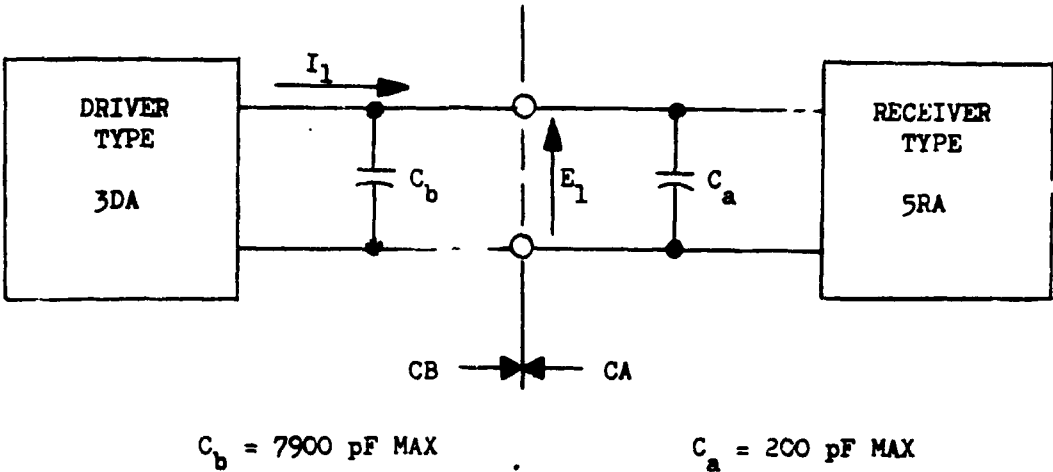 I1
DRIVER
TYPE
3DA
Cb
E1
Ca
RECEIVER
TYPE
5RA
CB
CA
Cb = 7900 pF MAX
Ca = 200 pF MAX